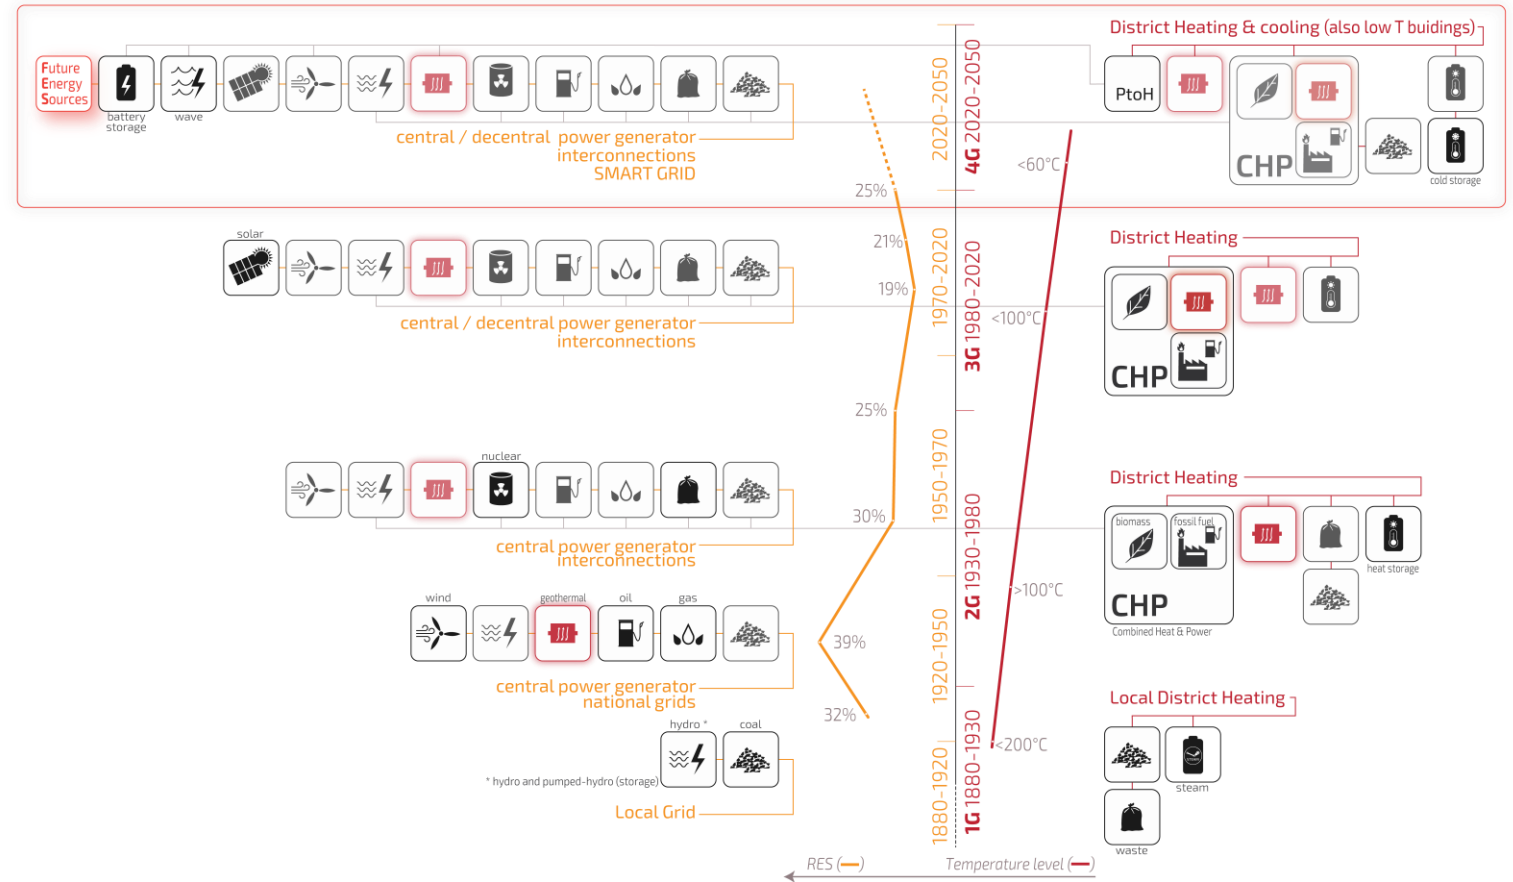 District Heating & cooling (also low T buidings)
Future
Energy
Sources
battery
storage
wave
central / decentral power generator
interconnections
SMART GRID
25%
2020-2050
4G 2020-2050
<60°C
PtoH
CHP
cold storage
solar
central / decentral power generator
interconnections
21%
19%
25%
1970-2020
3G 1980-2020
<100°C
District Heating
CHP
nuclear
central power generator
interconnections
30%
1950-1970
2G 1930-1980
>100°C
District Heating
biomass
fossil fuel
CHP
Combined Heat & Power
heat storage
wind
geothermal
oil
gas
central power generator
national grids
39%
32%
1920-1950
hydro *
coal
* hydro and pumped-hydro (storage)
Local Grid
1880-1920
1G 1880-1930
<200°C
Local District Heating
steam
waste
RES (—)
Temperature level (—)